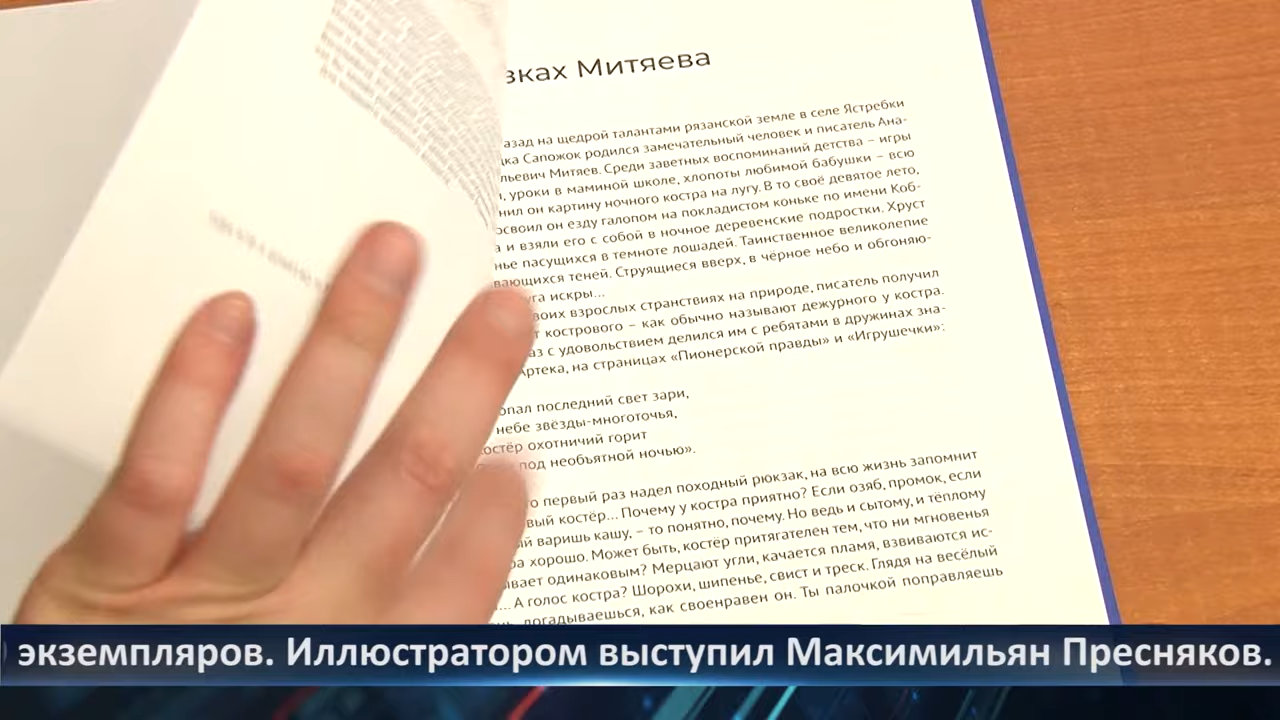 зках Митяева
азад на щедрой талантами рязанской земле в селе Ястребки
ка Сапожок родился замечательный человек и писатель Ана-
льевич Митяев. Среди заветных воспоминаний детства – игры
, уроки в маминой школе, хлопоты любимой бабушки – всю
нил он картину ночного костра на лугу. В то своё девятое лето,
освоил он езду галопом на покладистом коньке по имени Коб-
а и взяли его с собой в ночное деревенские подростки. Хруст
нье пасущихся в темноте лошадей. Таинственное великолепие
вающихся теней. Струящиеся вверх, в чёрное небо и обгоняю-
уга искры...
воих взрослых странствиях на природе, писатель получил
т кострового – как обычно называют дежурного у костра.
аз с удовольствием делился им с ребятами в дружинах зна-
Артека, на страницах «Пионерской правды» и «Игрушечки»:
опал последний свет зари,
небе звёзды-многоточья,
костёр охотничий горит
под необъятной ночью».
о первый раз надел походный рюкзак, на всю жизнь запомнит
вый костёр... Почему у костра приятно? Если озяб, промок, если
й варишь кашу, – то понятно, почему. Но ведь и сытому, и тёплому
ра хорошо. Может быть, костёр притягателен тем, что ни мгновенья
ывает одинаковым? Мерцают угли, качается пламя, взвиваются ис-
... А голос костра? Шорохи, шипенье, свист и треск. Глядя на весёлый
нь, догадываешься, как своенравен он. Ты палочкой поправляешь
экземпляров. Иллюстратором выступил Максимильян Пресняков.